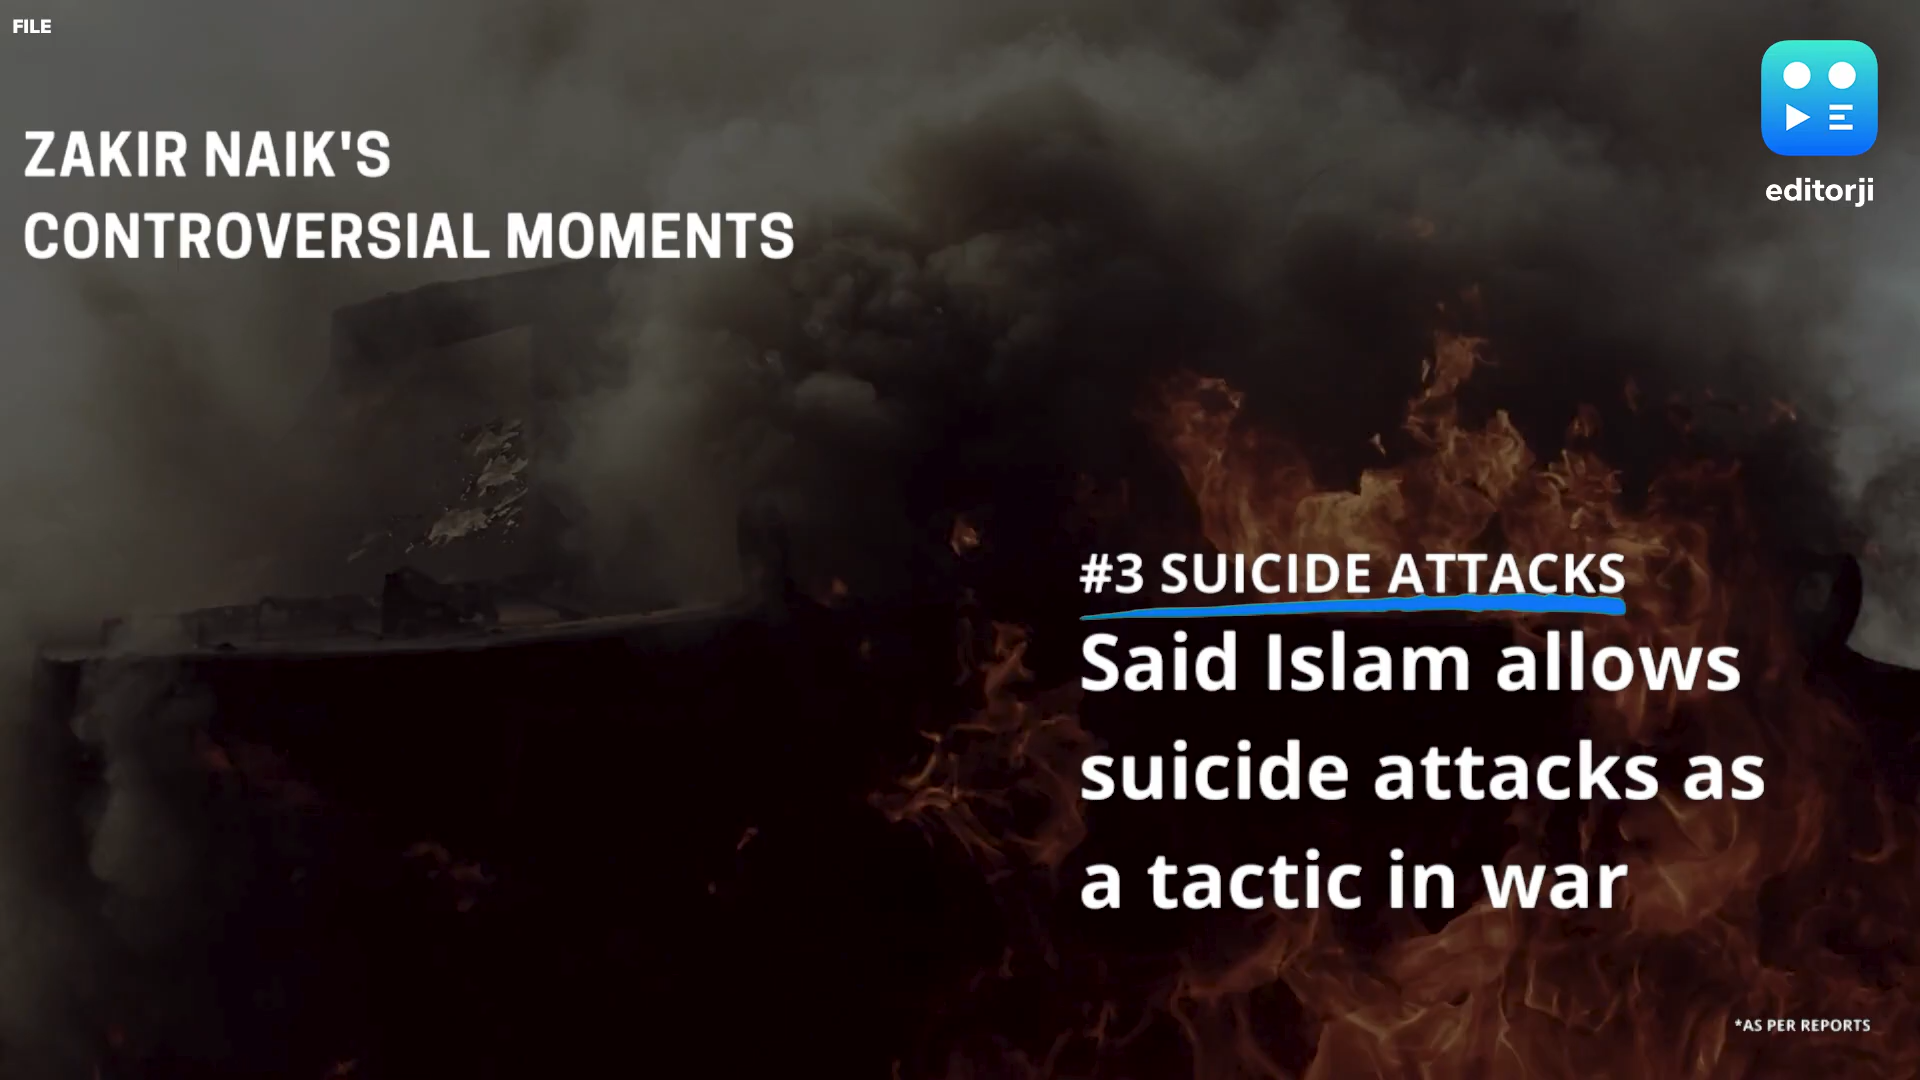 FILE
ZAKIR NAIK'S
CONTROVERSIAL MOMENTS
editorji
#3 SUICIDE ATTACKS
Said Islam allows
suicide attacks as
a tactic in war
*AS PER REPORTS